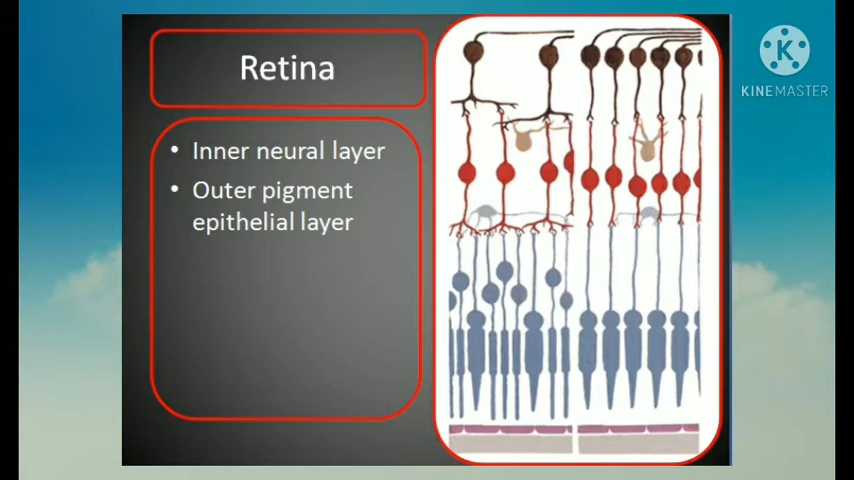 Retina
• Inner neural layer
• Outer pigment
epithelial layer
K
KINEMASTER